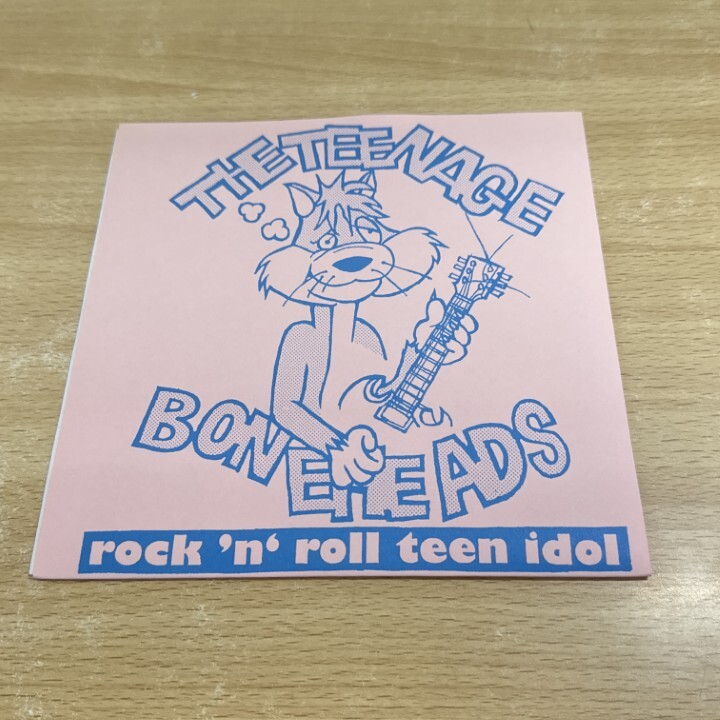 THE TEENAGE
BONEHEADS
rock 'n' roll teen idol